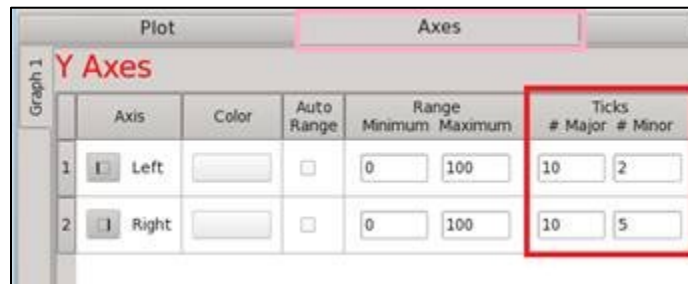 Plot Axes
Graph 1
Y Axes
Axis Color Auto Range Range Minimum Maximum Ticks # Major # Minor
1 Left 0 100 10 2
2 Right 0 100 10 5